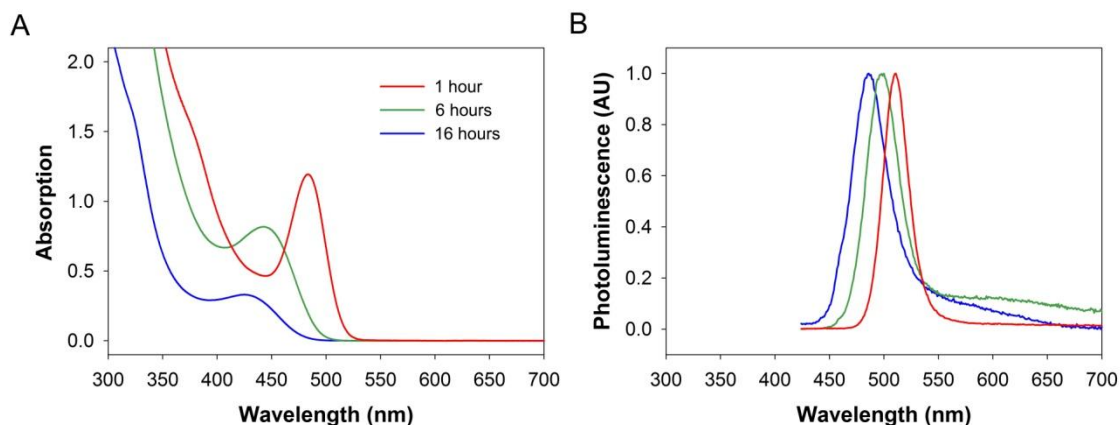 A
B
2.0
1.5
1.0
0.5
0.0
Absorption
1 hour
6 hours
16 hours
300 350 400 450 500 550 600 650 700
Wavelength (nm)
Photoluminescence (AU)
1.0
0.8
0.6
0.4
0.2
0.0
300 350 400 450 500 550 600 650 700
Wavelength (nm)